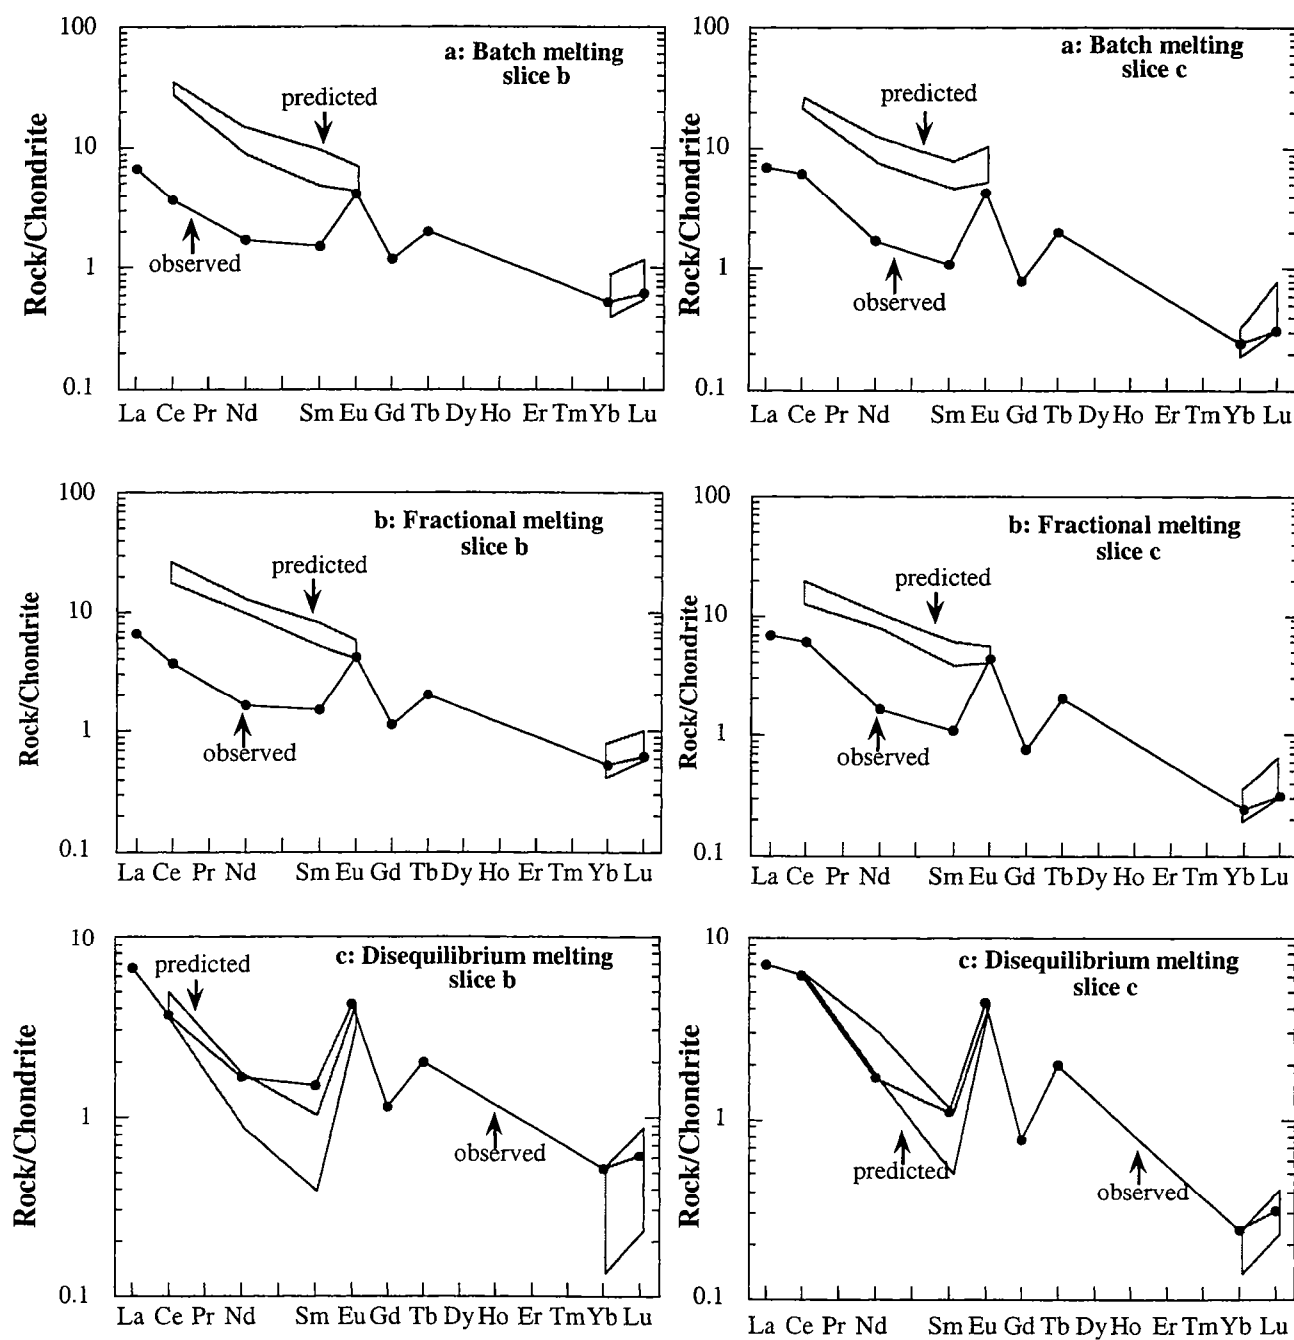 a: Batch melting
slice b
predicted
observed
Rock/Chondrite
100
10
1
0.1
La Ce Pr Nd Sm Eu Gd Tb Dy Ho Er Tm Yb Lu
a: Batch melting
slice c
predicted
observed
Rock/Chondrite
100
10
1
0.1
La Ce Pr Nd Sm Eu Gd Tb Dy Ho Er Tm Yb Lu
b: Fractional melting
slice b
predicted
observed
Rock/Chondrite
100
10
1
0.1
La Ce Pr Nd Sm Eu Gd Tb Dy Ho Er Tm Yb Lu
b: Fractional melting
slice c
predicted
observed
Rock/Chondrite
100
10
1
0.1
La Ce Pr Nd Sm Eu Gd Tb Dy Ho Er Tm Yb Lu
c: Disequilibrium melting
slice b
predicted
observed
Rock/Chondrite
10
1
0.1
La Ce Pr Nd Sm Eu Gd Tb Dy Ho Er Tm Yb Lu
c: Disequilibrium melting
slice c
predicted
observed
Rock/Chondrite
10
1
0.1
La Ce Pr Nd Sm Eu Gd Tb Dy Ho Er Tm Yb Lu